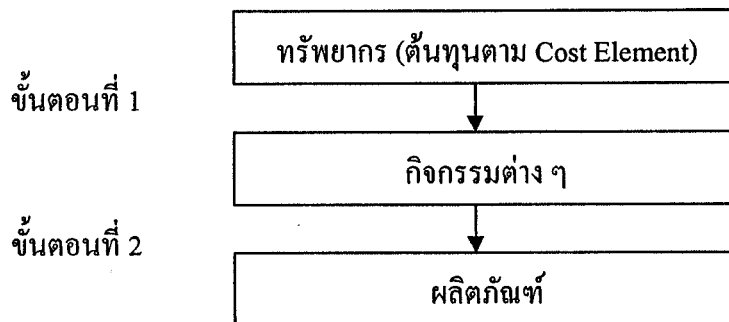 ทรัพยากร (ต้นทุนตาม Cost Element)
ขั้นตอนที่ 1
กิจกรรมต่าง ๆ
ขั้นตอนที่ 2
ผลิตภัณฑ์